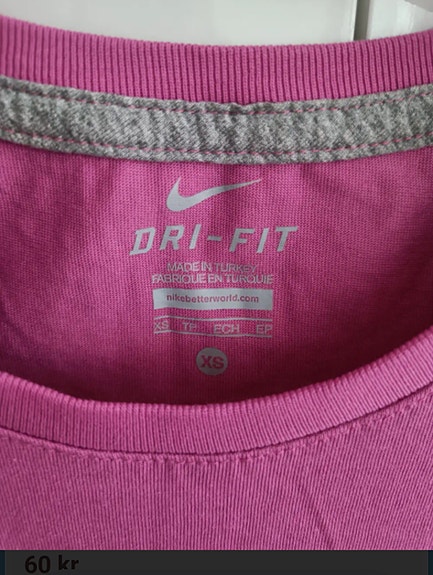 DRI-FIT
MADE IN TURKEY
FABRIQUE EN TURQUIE
nikebetterworld.com
XS TP ECH EP
XS
60 kr